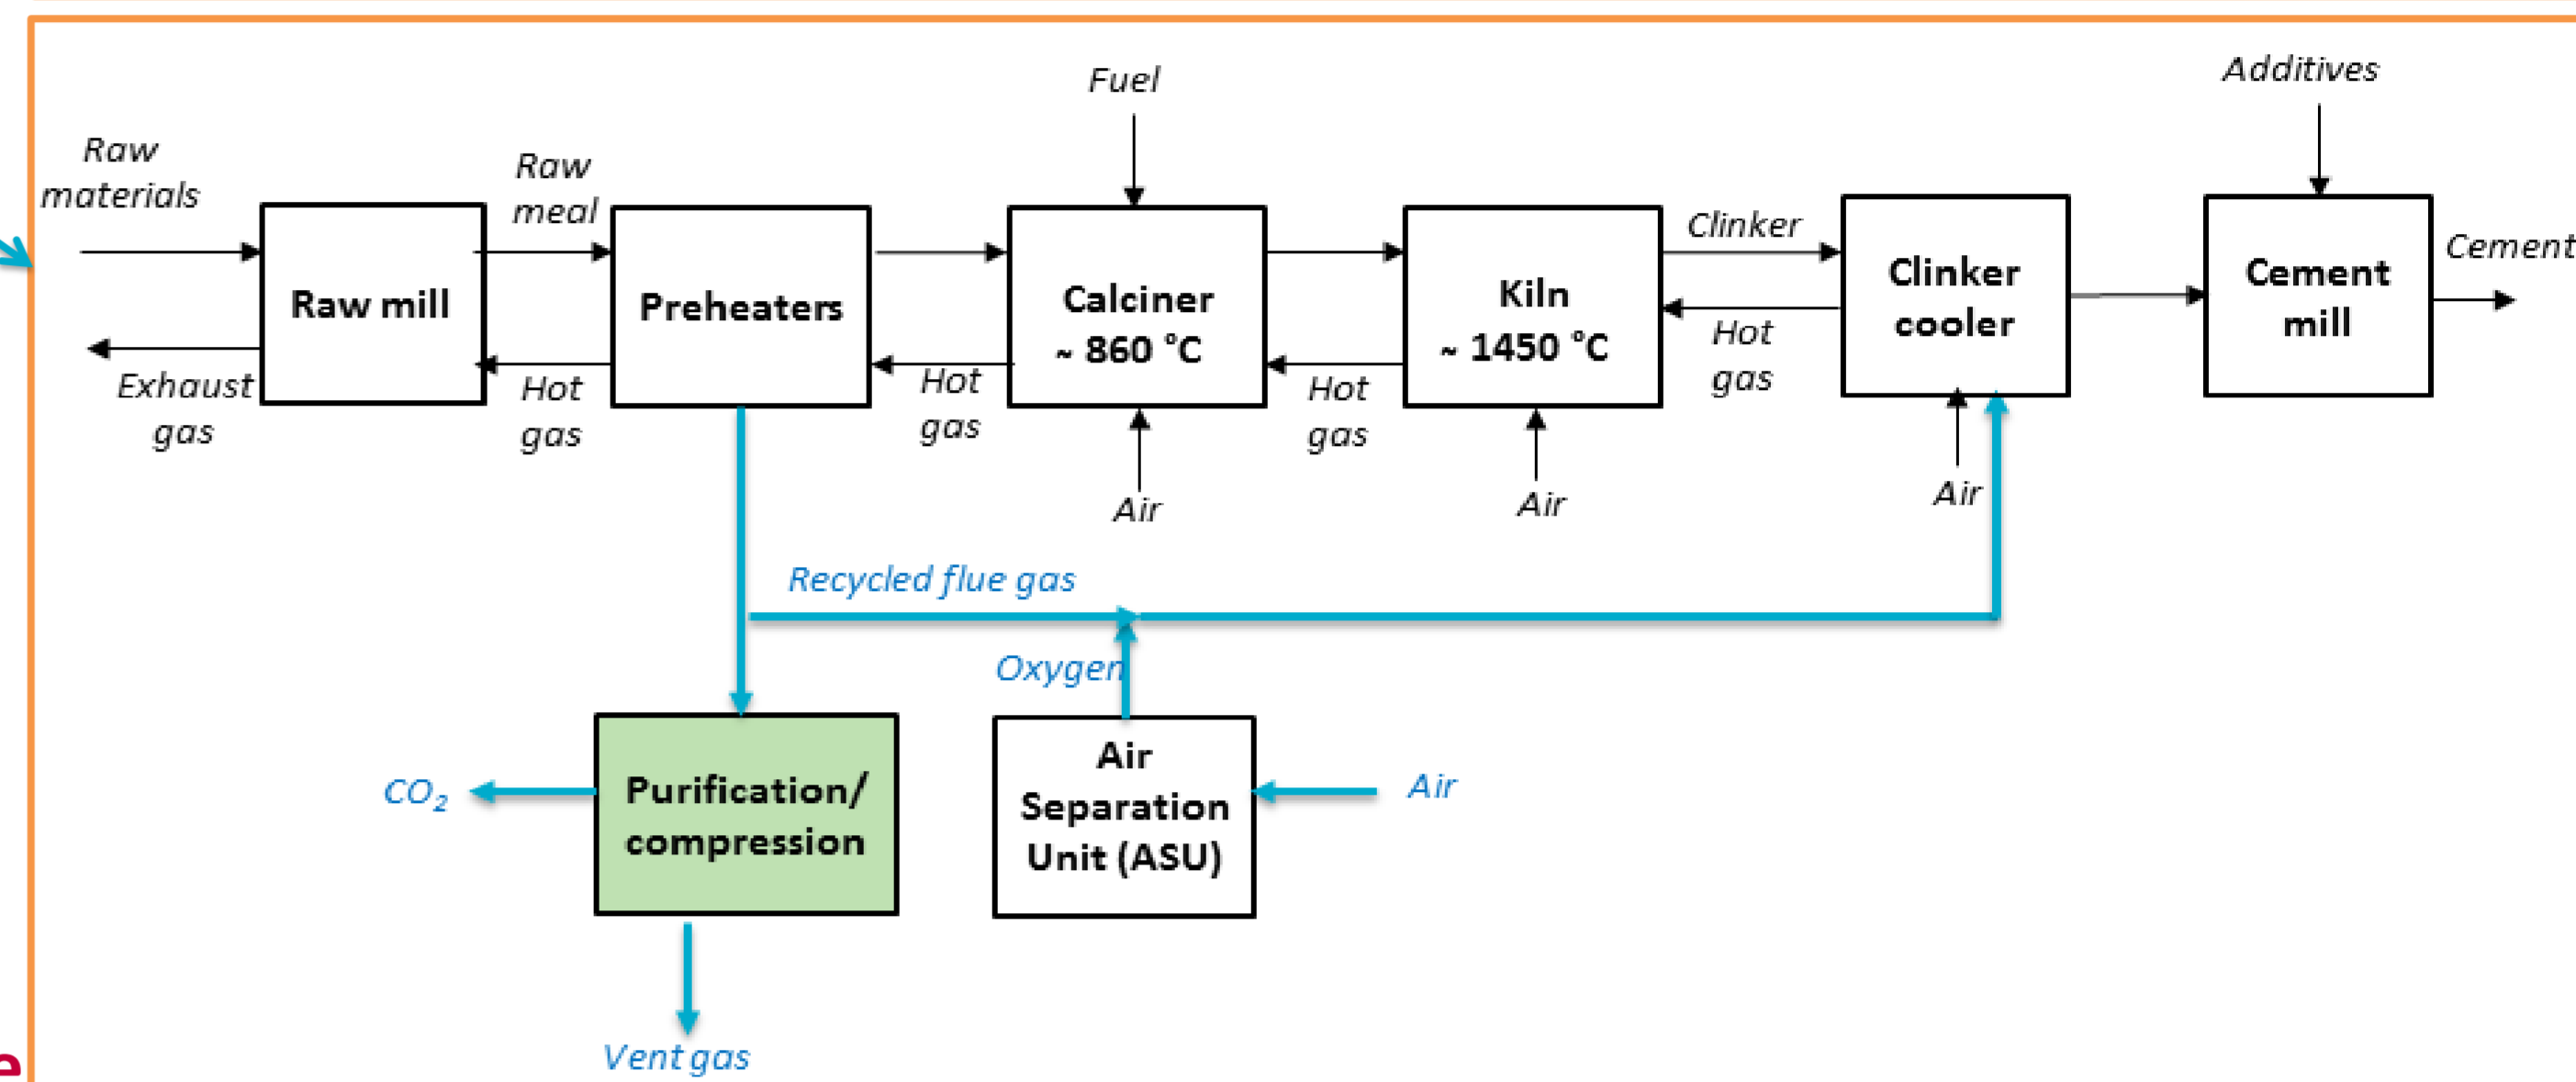 Fuel
Additives
Raw
materials
Raw
meal
Clinker
Cement
Raw mill
Preheaters
Calciner
~ 860 °C
Kiln
~ 1450 °C
Clinker
cooler
Cement
mill
Exhaust
gas
Hot
gas
Hot
gas
Hot
gas
Hot
gas
Air
Air
Air
Recycled flue gas
Oxygen
CO₂
Purification/
compression
Air
Separation
Unit (ASU)
Air
Vent gas
e